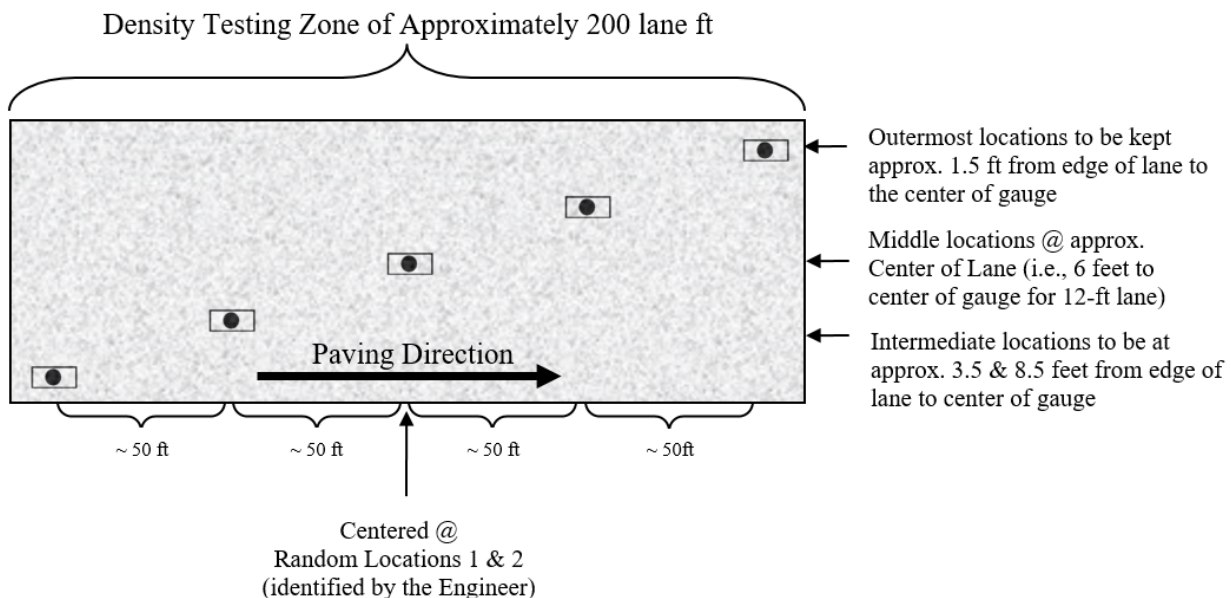 Density Testing Zone of Approximately 200 lane ft
Outermost locations to be kept
approx. 1.5 ft from edge of lane to
the center of gauge
Middle locations @ approx.
Center of Lane (i.e., 6 feet to
center of gauge for 12-ft lane)
Intermediate locations to be at
approx. 3.5 & 8.5 feet from edge of
lane to center of gauge
Paving Direction
~ 50 ft
~ 50 ft
~ 50 ft
~ 50ft
Centered @
Random Locations 1 & 2
(identified by the Engineer)